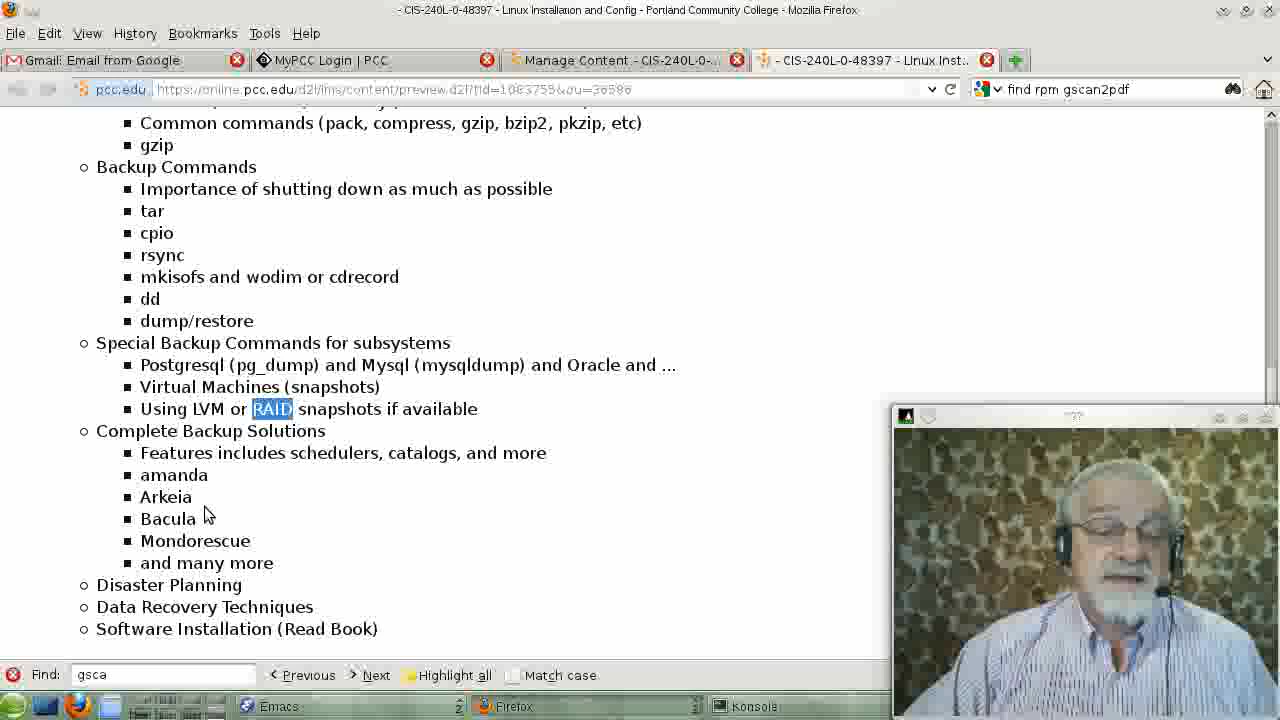 - CIS-240L-0-48397 - Linux Installation and Config - Portland Community College - Mozilla Firefox
File Edit View History Bookmarks Tools Help
Gmail: Email from Google
MyPCC Login | PCC
Manage Content - CIS-240L-0-...
- CIS-240L-0-48397 - Linux Inst...
pcc.edu
find rpm gscan2pdf
Common commands (pack, compress, gzip, bzip2, pkzip, etc)
gzip
Backup Commands
Importance of shutting down as much as possible
tar
cpio
rsync
mkisofs and wodim or cdrecord
dd
dump/restore
Special Backup Commands for subsystems
Postgresql (pg_dump) and Mysql (mysqldump) and Oracle and ...
Virtual Machines (snapshots)
Using LVM or RAID snapshots if available
Complete Backup Solutions
Features includes schedulers, catalogs, and more
amanda
Arkeia
Bacula
Mondorescue
and many more
Disaster Planning
Data Recovery Techniques
Software Installation (Read Book)
Find: gsca Previous Next Highlight all Match case
Emacs 2 Firefox Konsole